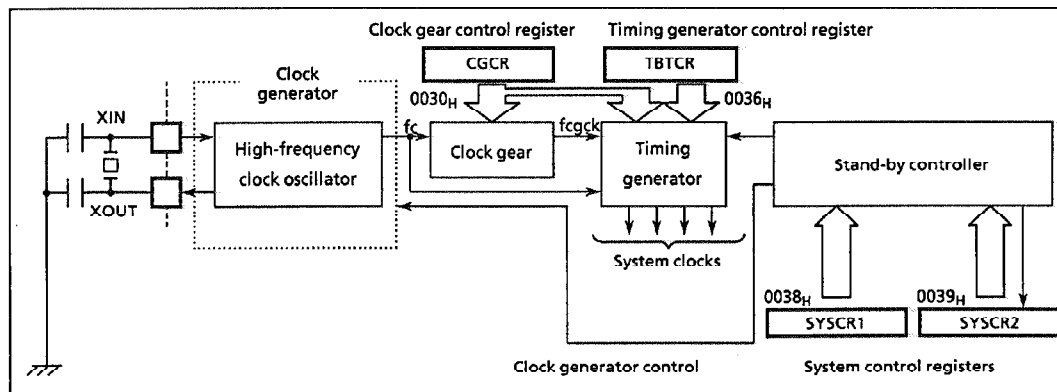 Clock gear control register
Timing generator control register
CGCR
TBTCR
Clock
generator
0030H
0036H
XIN
fc
fcgck
High-frequency
clock oscillator
Clock gear
Timing
generator
Stand-by controller
XOUT
System clocks
0038H
0039H
SYSCR1
SYSCR2
Clock generator control
System control registers